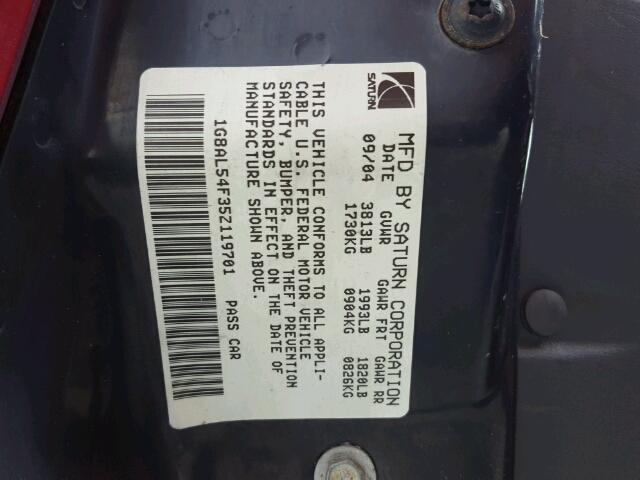 SATURN
MFD BY SATURN CORPORATION
DATE GVWR GAWR FRT GAWR RR
09/04 3813LB 1993LB 1820LB
1730KG 0904KG 0826KG
THIS VEHICLE CONFORMS TO ALL APPLI-
CABLE U.S. FEDERAL MOTOR VEHICLE
SAFETY, BUMPER, AND THEFT PREVENTION
STANDARDS IN EFFECT ON THE DATE OF
MANUFACTURE SHOWN ABOVE.
1G8AL54F35Z119701 PASS CAR